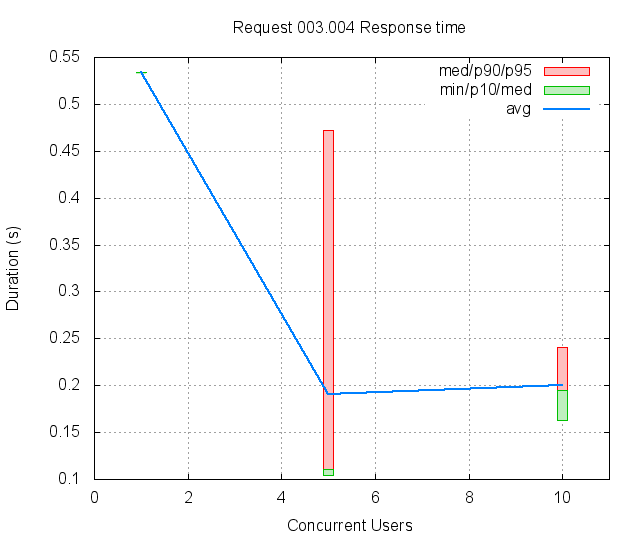 Request 003.004 Response time
med/p90/p95
min/p10/med
avg
0.55
0.5
0.45
0.4
0.35
0.3
0.25
0.2
0.15
0.1
Duration (s)
0 2 4 6 8 10
Concurrent Users